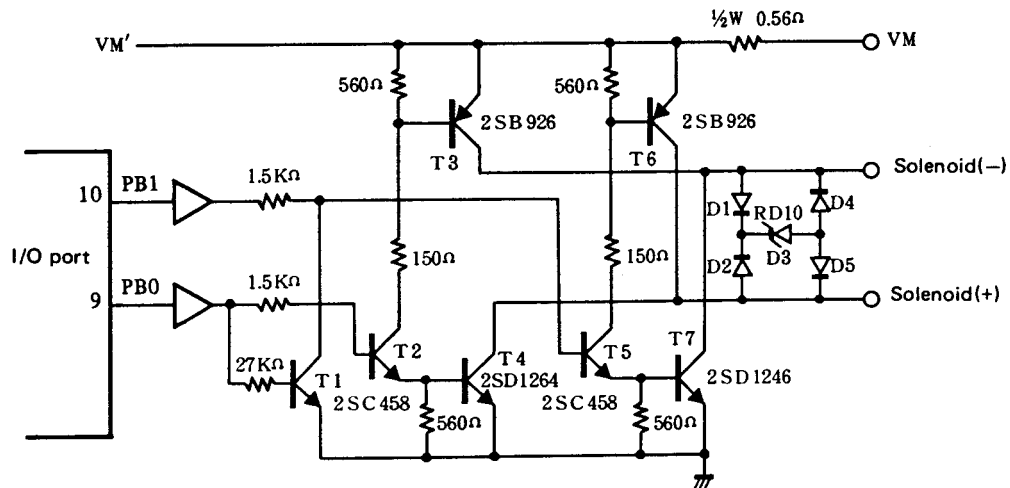 ½W 0.56Ω
VM′
VM
560Ω
560Ω
2SB926
2SB926
T3
T6
Solenoid(−)
10
PB1
1.5KΩ
D1
RD10
D4
I/O port
150Ω
150Ω
D2
D3
D5
9
PB0
1.5KΩ
Solenoid(+)
27KΩ
T2
T4
T5
T7
T1
2SD1264
2SD1246
2SC458
2SC458
560Ω
560Ω